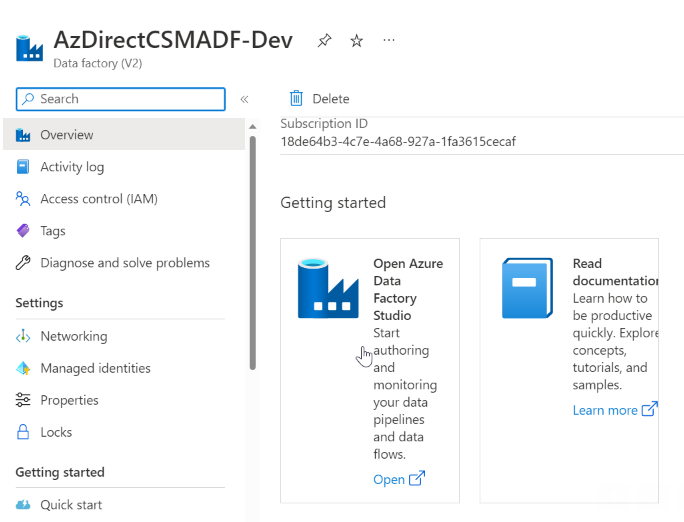 AzDirectCSMADF-Dev
Data factory (V2)
Search
Overview
Activity log
Access control (IAM)
Tags
Diagnose and solve problems
Settings
Networking
Managed identities
Properties
Locks
Getting started
Quick start
Delete
Subscription ID
18de64b3-4c7e-4a68-927a-1fa3615cecaf
Getting started
Open Azure
Data
Factory
Studio
Start
authoring
and
monitoring
your data
pipelines
and data
flows.
Open
Read
documentation
Learn how to
be productive
quickly. Explore
concepts,
tutorials, and
samples.
Learn more